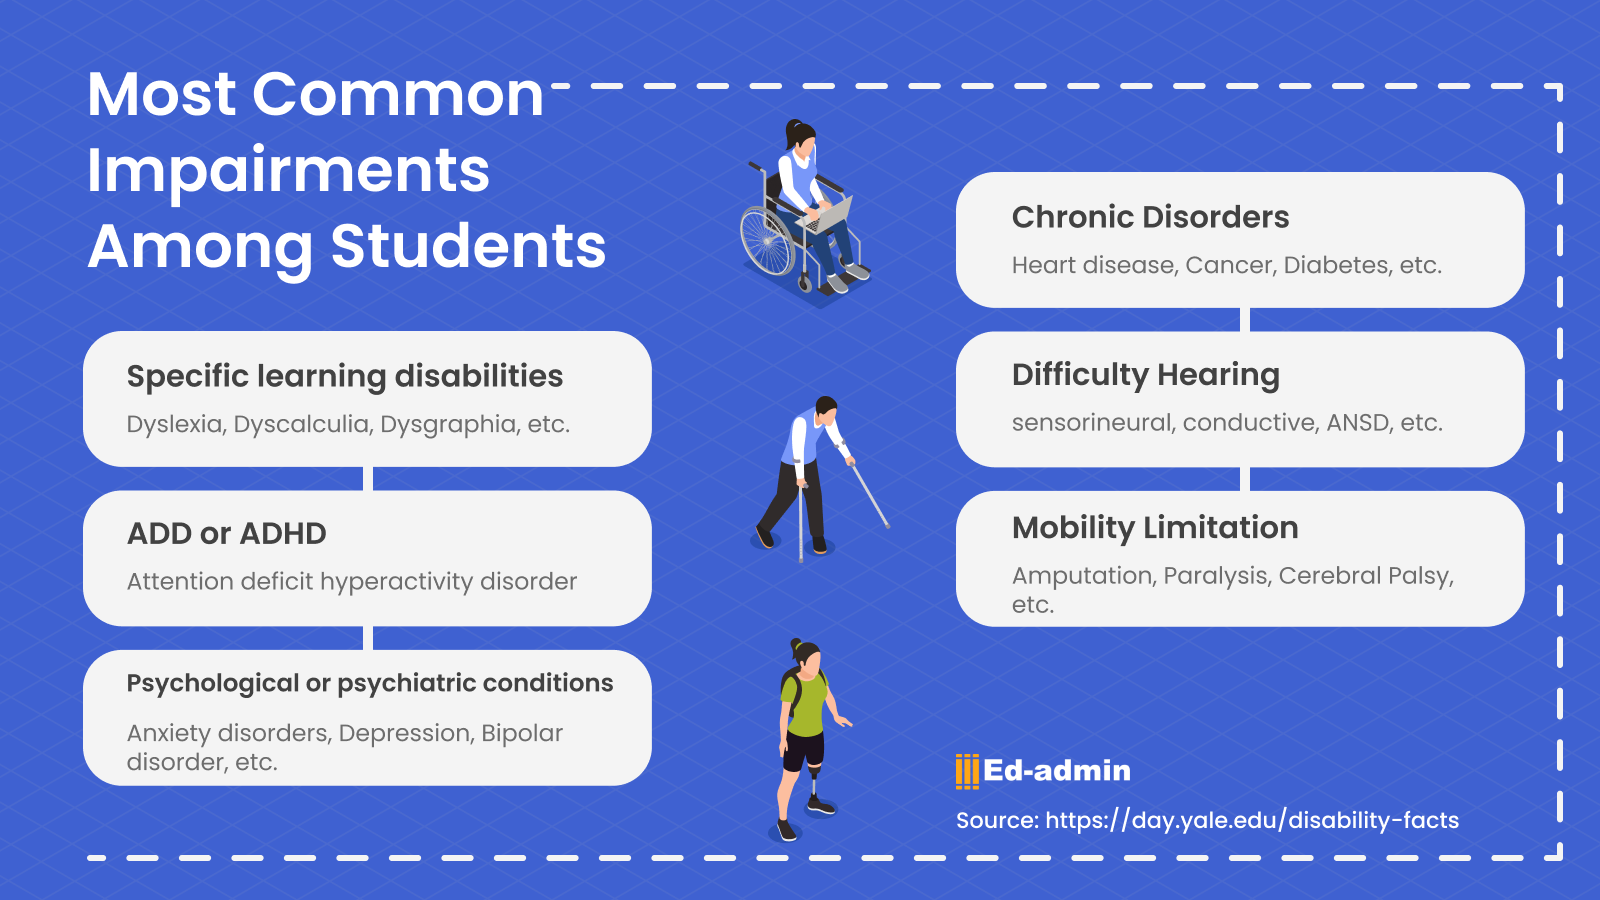 Most Common
Impairments
Among Students
Specific learning disabilities
Dyslexia, Dyscalculia, Dysgraphia, etc.
ADD or ADHD
Attention deficit hyperactivity disorder
Psychological or psychiatric conditions
Anxiety disorders, Depression, Bipolar
disorder, etc.
Chronic Disorders
Heart disease, Cancer, Diabetes, etc.
Difficulty Hearing
sensorineural, conductive, ANSD, etc.
Mobility Limitation
Amputation, Paralysis, Cerebral Palsy,
etc.
Ed-admin
Source: https://day.yale.edu/disability-facts